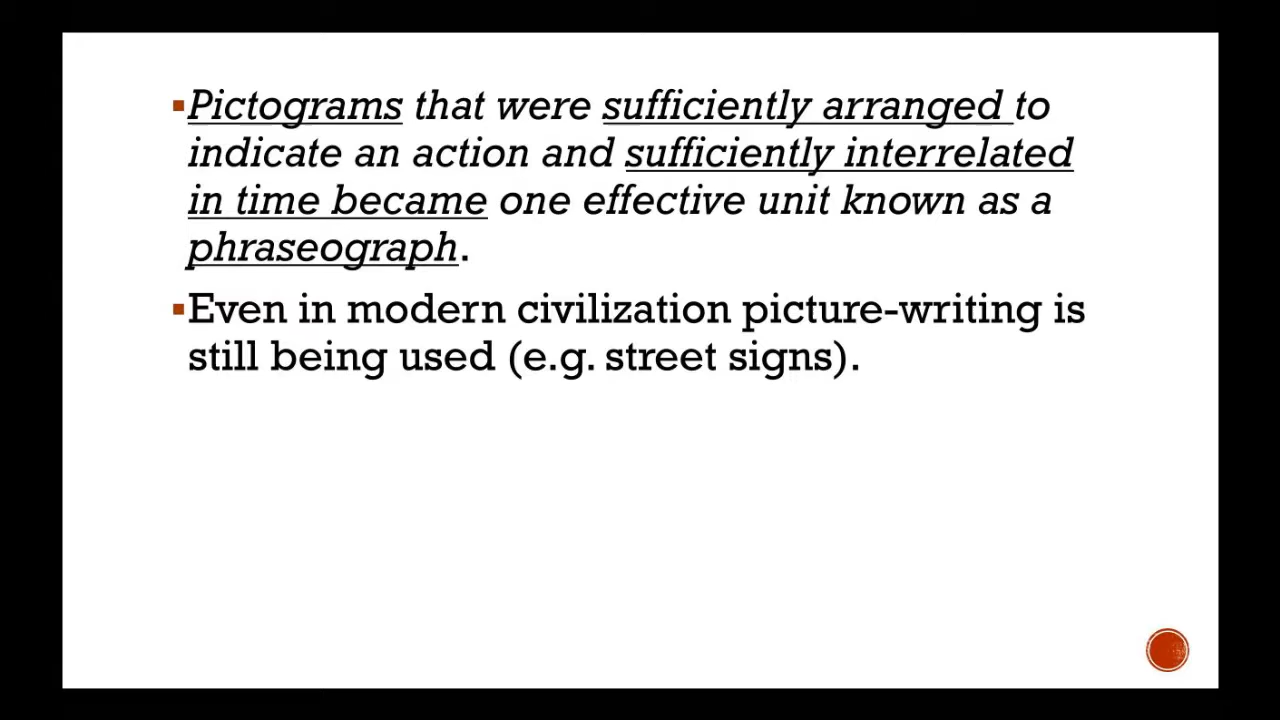 Pictograms that were sufficiently arranged to
indicate an action and sufficiently interrelated
in time became one effective unit known as a
phraseograph.
Even in modern civilization picture-writing is
still being used (e.g. street signs).